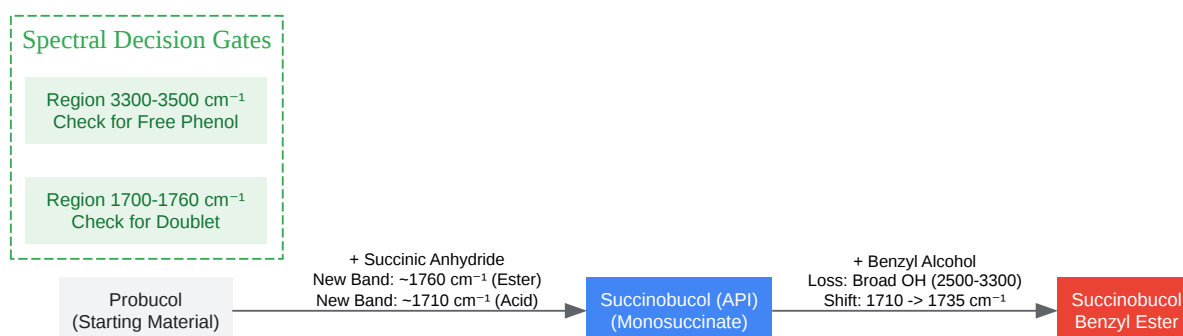 Spectral Decision Gates
Region 3300-3500 cm⁻¹
Check for Free Phenol
Region 1700-1760 cm⁻¹
Check for Doublet
Probucol
(Starting Material)
+ Succinic Anhydride
New Band: ~1760 cm⁻¹ (Ester)
New Band: ~1710 cm⁻¹ (Acid)
Succinobucol (API)
(Monosuccinate)
+ Benzyl Alcohol
Loss: Broad OH (2500-3300)
Shift: 1710 -> 1735 cm⁻¹
Succinobucol
Benzyl Ester